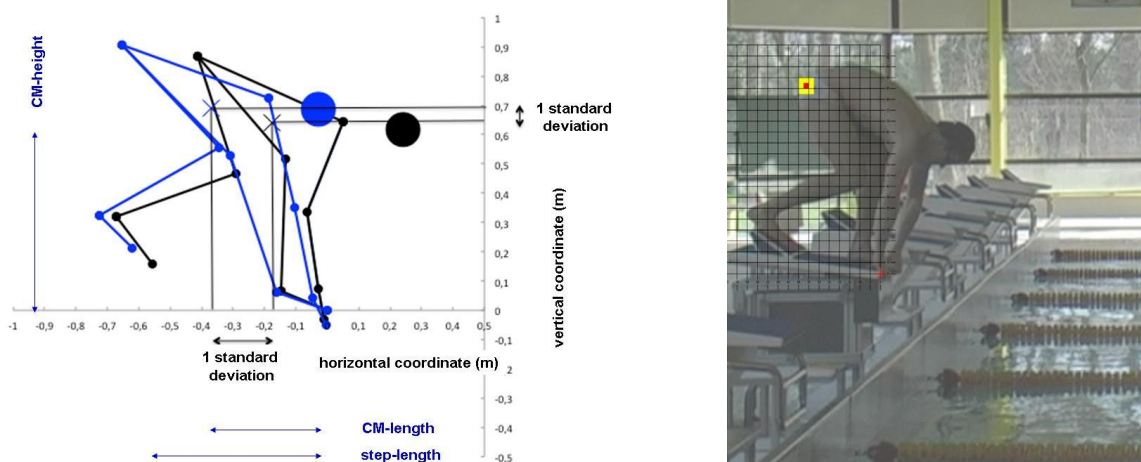 CM-height
1
0,9
0,8
0,7
1 standard
deviation
0,6
0,5
0,4
0,3
0,2
0,1
0
vertical coordinate (m)
-1 -0,9 -0,8 -0,7 -0,6 -0,5 -0,4 -0,3 -0,2 0,1 0 0,1 0,2 0,3 0,4 0,5
-0,1
1 standard
deviation
horizontal coordinate (m)
2
-0,3
-0,4
-0.5
CM-length
step-length